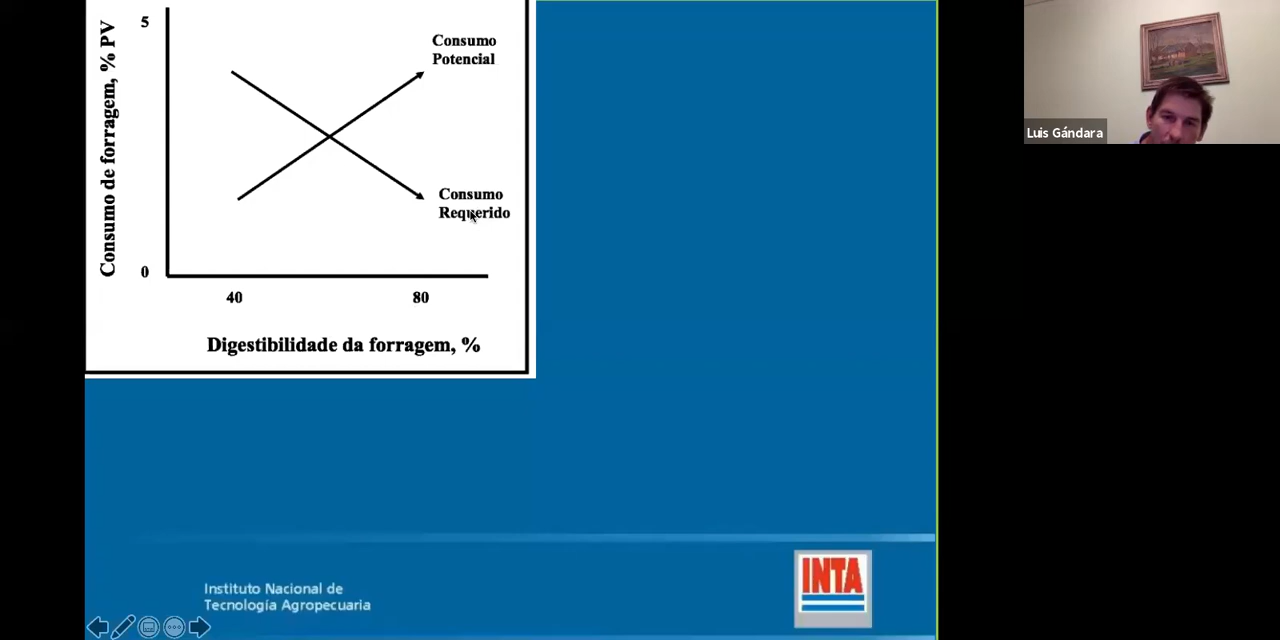 5
Consumo
Potencial
Consumo de forragem, % PV
Consumo
Requerido
0
40
80
Digestibilidade da forragem, %
Instituto Nacional de
Tecnología Agropecuaria
INTA
Luis Gándara